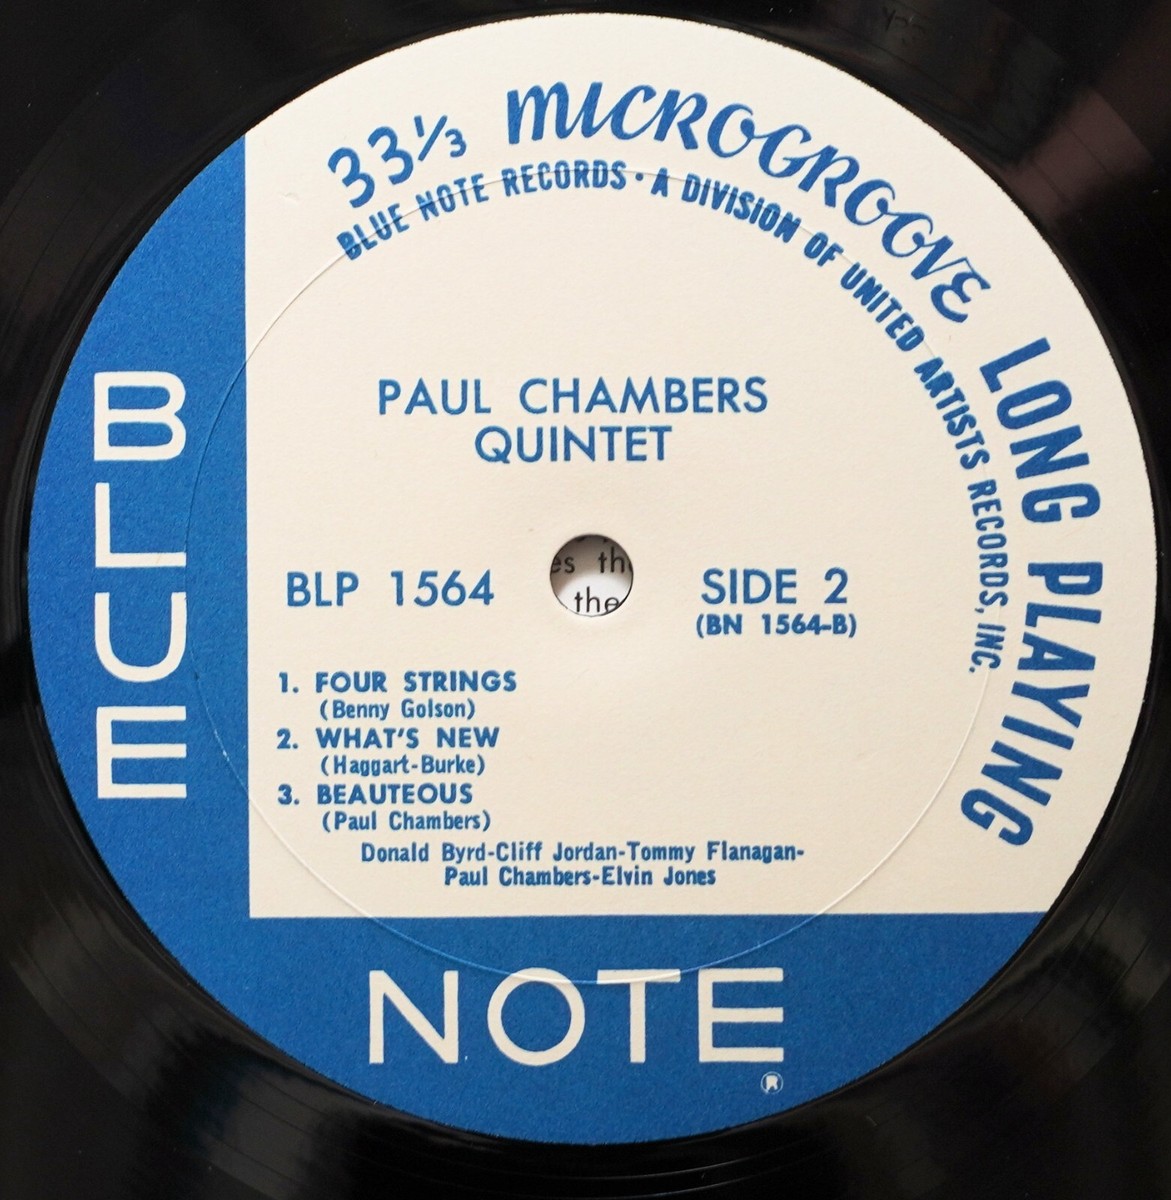 33⅓ MICROGROOVE LONG PLAYING
BLUE NOTE RECORDS · A DIVISION OF UNITED ARTISTS RECORDS, INC.
PAUL CHAMBERS
QUINTET
BLP 1564
SIDE 2
(BN 1564-B)
1. FOUR STRINGS
(Benny Golson)
2. WHAT'S NEW
(Haggart-Burke)
3. BEAUTEOUS
(Paul Chambers)
Donald Byrd-Cliff Jordan-Tommy Flanagan-
Paul Chambers-Elvin Jones
BLUE
NOTE
®
the